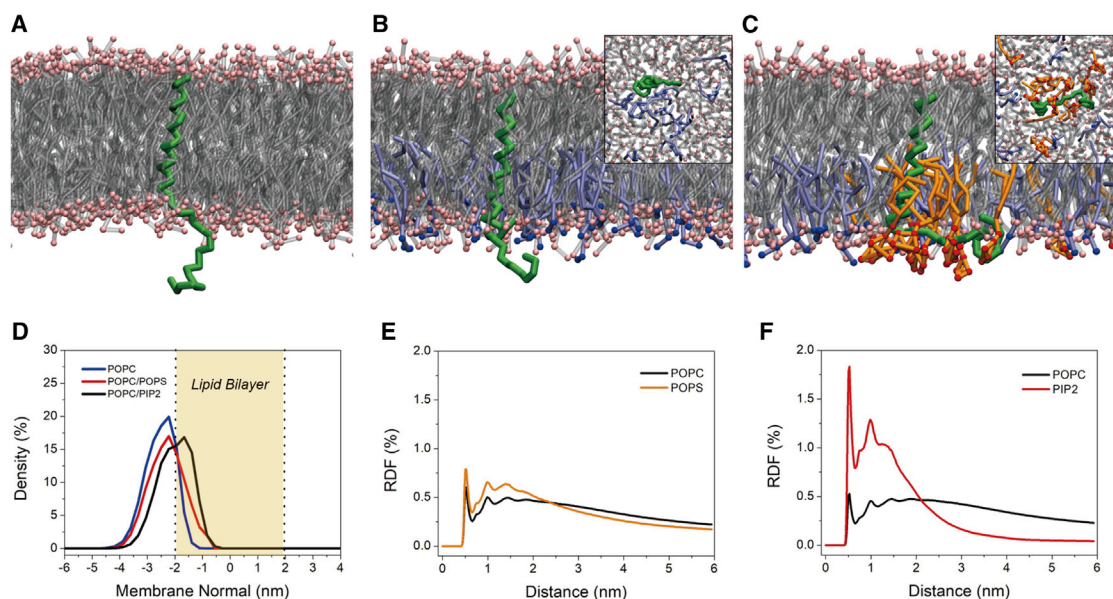 A
B
C
D
30
25
20
15
10
5
0
Density (%)
POPC
POPC/POPS
POPC/PIP2
Lipid Bilayer
-6 -5 -4 -3 -2 -1 0 1 2 3 4
Membrane Normal (nm)
E
2.0
1.5
1.0
0.5
0.0
RDF (%)
POPC
POPS
0 1 2 3 4 5 6
Distance (nm)
F
2.0
1.5
1.0
0.5
0.0
RDF (%)
POPC
PIP2
0 1 2 3 4 5 6
Distance (nm)